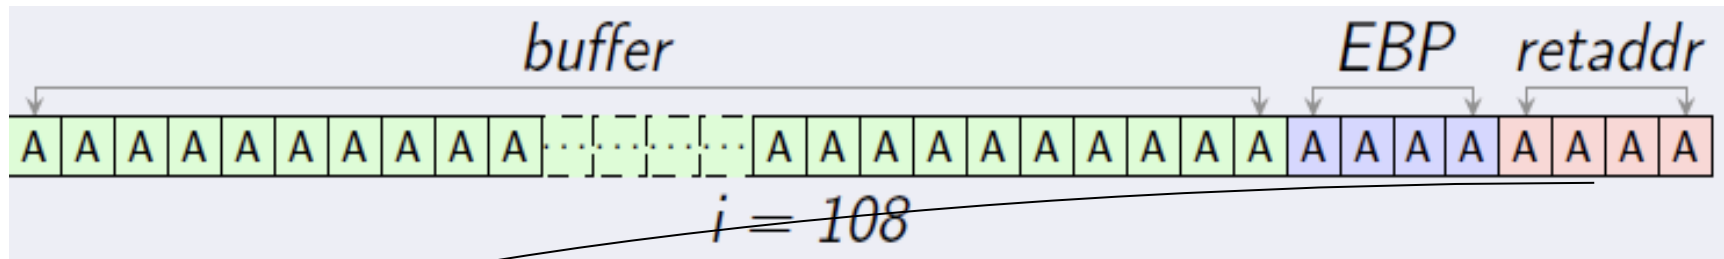 buffer EBP retaddr
A A A A A A A A A A ................ A A A A A A A A A A A A A A A A A A
i = 108